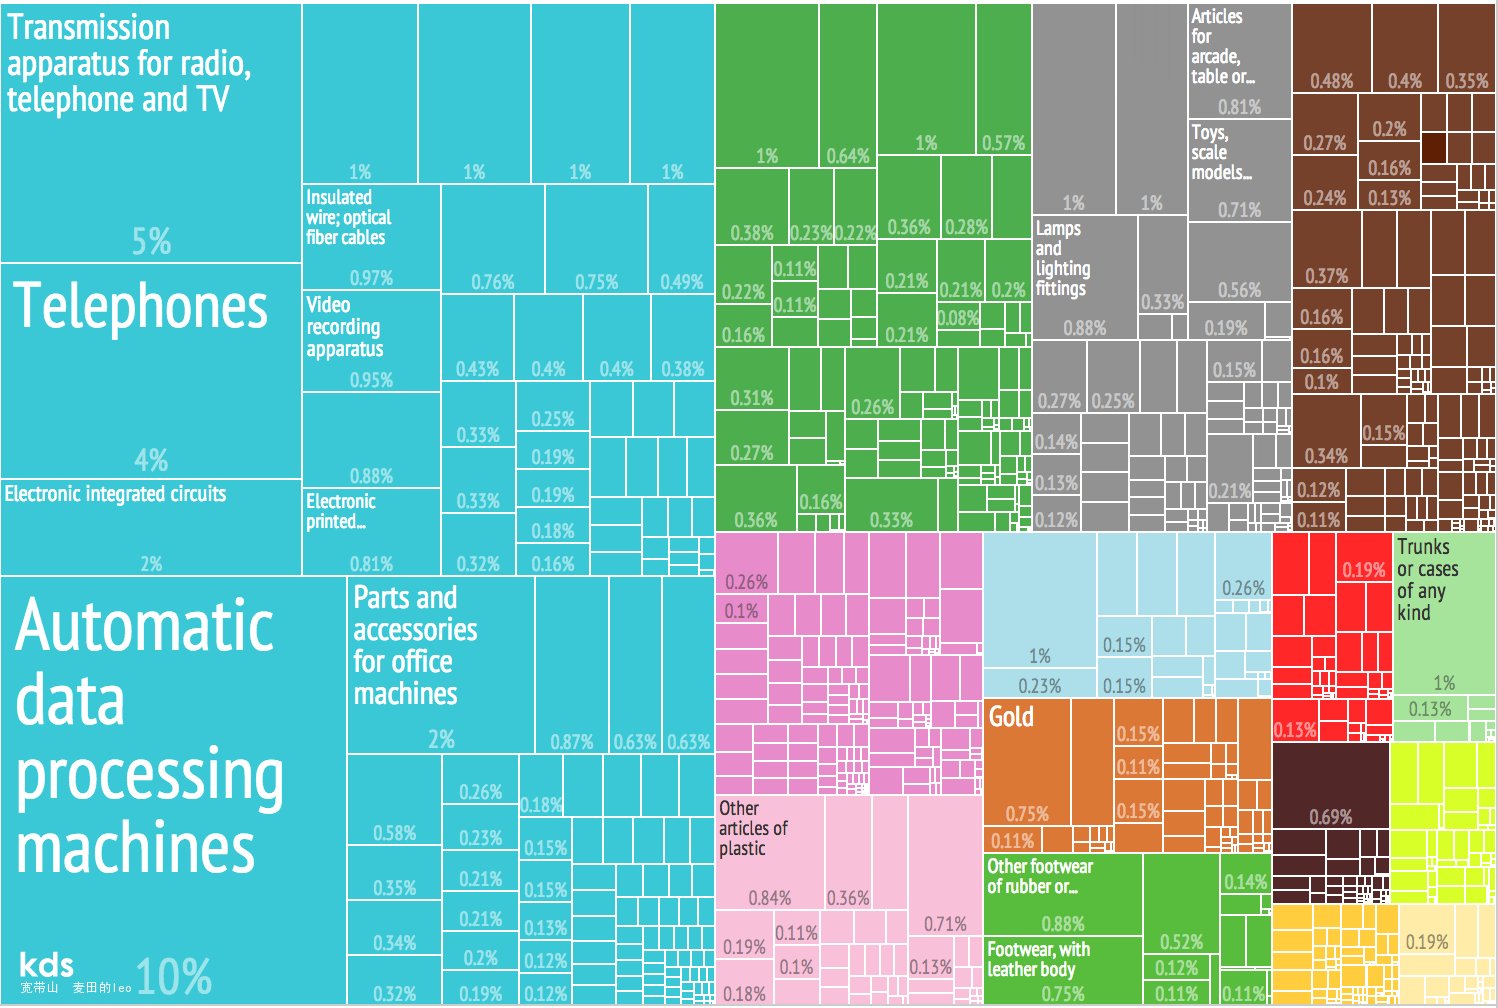 Transmission
apparatus for radio,
telephone and TV
5%
Telephones
4%
Electronic integrated circuits
2%
1%
1%
1%
1%
Insulated
wire; optical
fiber cables
0.97%
0.76%
0.75%
0.49%
Video
recording
apparatus
0.95%
0.43%
0.4%
0.4%
0.38%
0.88%
0.33%
0.25%
0.19%
Electronic
printed...
0.81%
0.33%
0.19%
0.18%
0.32%
0.16%
Automatic
data
processing
machines
10%
kds
宽带山 麦田的leo
Parts and
accessories
for office
machines
2%
0.87%
0.63%
0.63%
0.58%
0.26%
0.18%
0.23%
0.15%
0.35%
0.21%
0.15%
0.34%
0.21%
0.13%
0.2%
0.12%
0.32%
0.19%
0.12%
1%
0.64%
1%
0.57%
0.38%
0.23%
0.22%
0.36%
0.28%
0.22%
0.11%
0.11%
0.16%
0.21%
0.21%
0.2%
0.21%
0.08%
0.31%
0.26%
0.27%
0.36%
0.16%
0.33%
1%
1%
Articles
for
arcade,
table or...
0.81%
Toys,
scale
models...
0.71%
Lamps
and
lighting
fittings
0.88%
0.33%
0.56%
0.19%
0.27%
0.25%
0.15%
0.14%
0.13%
0.12%
0.21%
0.48%
0.4%
0.35%
0.27%
0.2%
0.16%
0.24%
0.13%
0.37%
0.16%
0.16%
0.1%
0.34%
0.15%
0.12%
0.11%
0.26%
0.1%
1%
0.26%
0.15%
0.23%
0.15%
0.19%
0.13%
Trunks
or cases
of any
kind
1%
0.13%
Gold
0.75%
0.15%
0.11%
0.15%
0.11%
0.69%
Other
articles of
plastic
0.84%
0.36%
0.71%
0.19%
0.11%
0.1%
0.13%
0.18%
Other footwear
of rubber or...
0.88%
0.52%
0.14%
Footwear, with
leather body
0.75%
0.12%
0.11%
0.11%
0.19%